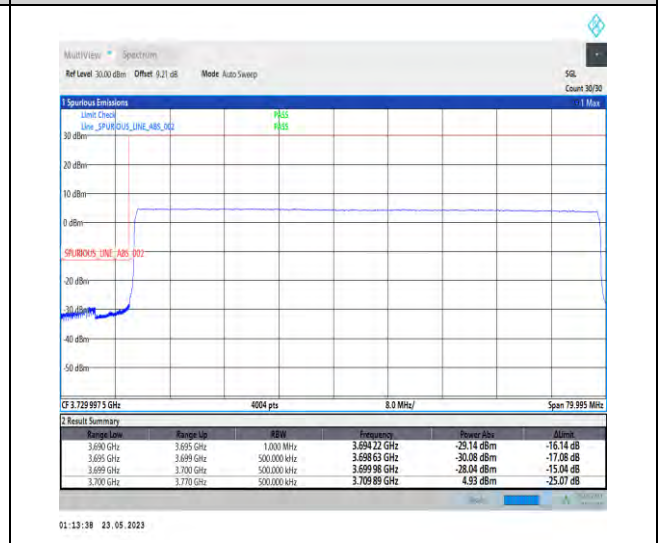 MultiView Spectrum
Ref Level 30.00 dBm Offset 9.21 dB Mode Auto Sweep SGL
Count 30/30
1 Spurious Emissions 1 Max
Limit Check PASS
Line _SPURIOUS_LINE_ABS_002 PASS
30 dBm
20 dBm
10 dBm
0 dBm
_SPURIOUS_LINE_ABS_002
-20 dBm
-30 dBm
-40 dBm
-50 dBm
CF 3.729 997 5 GHz 4004 pts 8.0 MHz/ Span 79.995 MHz
2 Result Summary
Range Low Range Up RBW Frequency Power Abs ΔLimit
3.690 GHz 3.695 GHz 1.000 MHz 3.694 22 GHz -29.14 dBm -16.14 dB
3.695 GHz 3.699 GHz 500.000 kHz 3.698 63 GHz -30.08 dBm -17.08 dB
3.699 GHz 3.700 GHz 500.000 kHz 3.699 98 GHz -28.04 dBm -15.04 dB
3.700 GHz 3.770 GHz 500.000 kHz 3.709 89 GHz 4.93 dBm -25.07 dB
01:13:38 23.05.2023